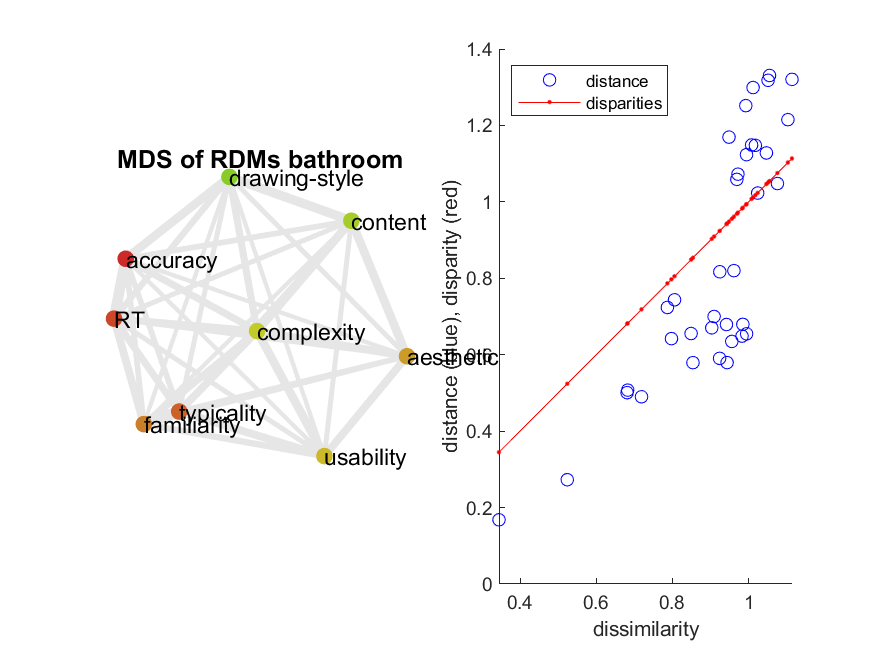 MDS of RDMs bathroom
drawing-style
content
accuracy
RT
complexity
aesthetic
typicality
familiarity
usability
distance (blue), disparity (red)
1.4
1.2
1
0.8
0.6
0.4
0.2
0
distance
disparities
0.4
0.6
0.8
1
dissimilarity